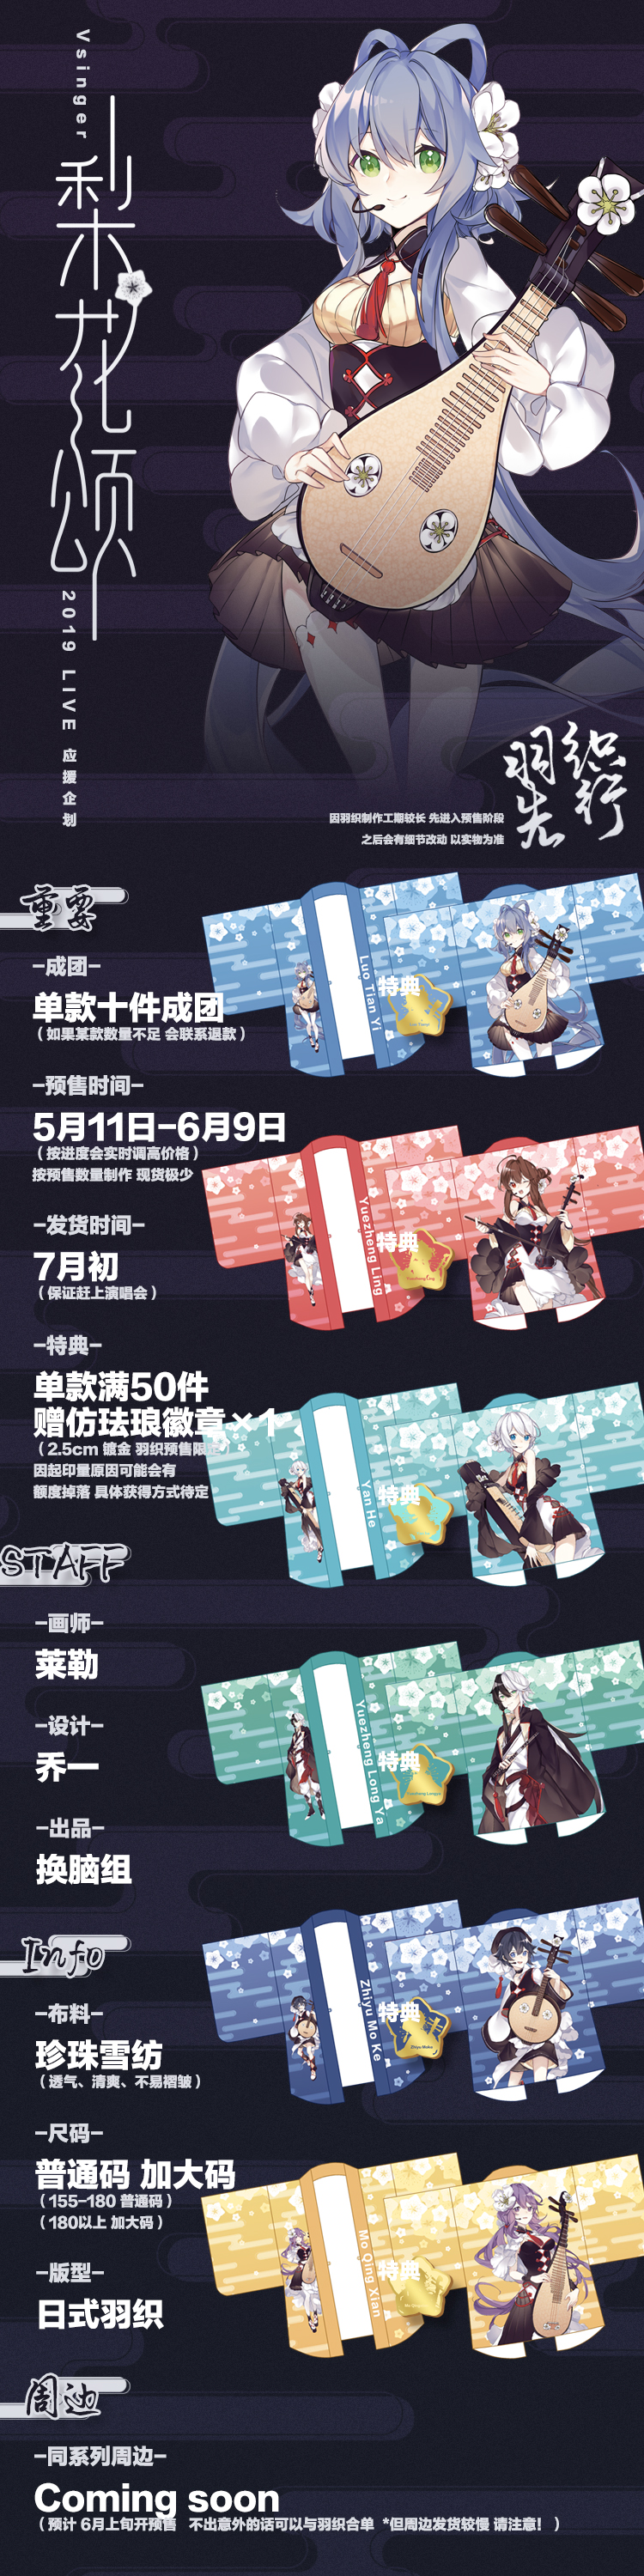 Vsinger
梨花颂
2019 LIVE 应援企划
羽织先行
因羽织制作工期较长 先进入预售阶段
之后会有细节改动 以实物为准
重要
-成团-
单款十件成团
（如果某款数量不足 会联系退款）
-预售时间-
5月11日-6月9日
（按进度会实时调高价格）
按预售数量制作 现货极少
-发货时间-
7月初
（保证赶上演唱会）
-特典-
单款满50件
赠仿珐琅徽章×1
（2.5cm 镀金 羽织预售限定）
因起印量原因可能会有
额度掉落 具体获得方式待定
Luo Tian Yi
特典
Yuezheng Ling
特典
Yan He
特典
STAFF
-画师-
莱勒
-设计-
乔一
-出品-
换脑组
Yuezheng Long Ya
特典
Info
-布料-
珍珠雪纺
（透气、清爽、不易褶皱）
-尺码-
普通码 加大码
（155-180 普通码）
（180以上 加大码）
-版型-
日式羽织
Zhiyu Mo Ke
特典
Zhiyu Moke
Mo Qing Xian
特典
周边
-同系列周边-
Coming soon
（预计 6月上旬开预售 不出意外的话可以与羽织合单 *但周边发货较慢 请注意！）